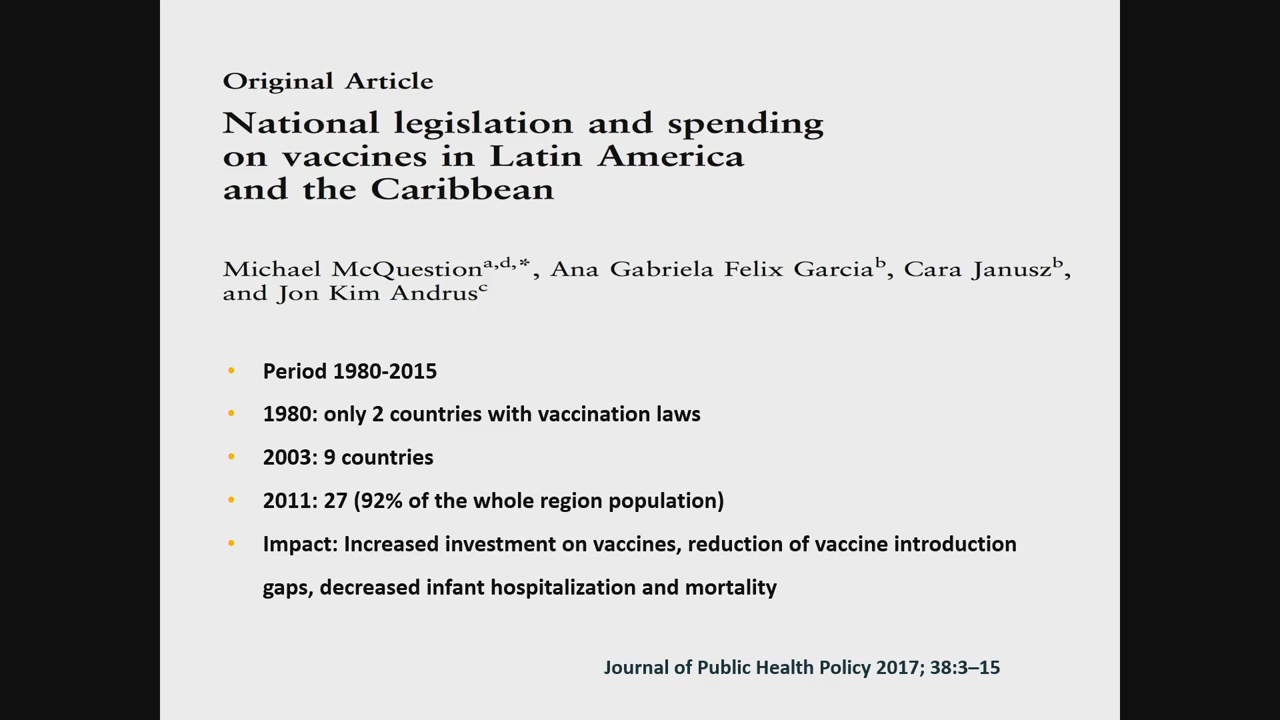 Original Article
National legislation and spending
on vaccines in Latin America
and the Caribbean
Michael McQuestion^a,d,*, Ana Gabriela Felix Garcia^b, Cara Janusz^b,
and Jon Kim Andrus^c
• Period 1980-2015
• 1980: only 2 countries with vaccination laws
• 2003: 9 countries
• 2011: 27 (92% of the whole region population)
• Impact: Increased investment on vaccines, reduction of vaccine introduction
gaps, decreased infant hospitalization and mortality
Journal of Public Health Policy 2017; 38:3–15